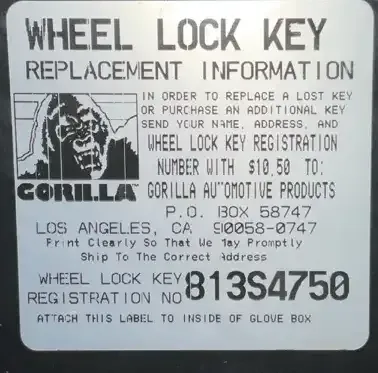 WHEEL LOCK KEY
REPLACEMENT INFORMATION
IN ORDER TO REPLACE A LOST KEY
OR PURCHASE AN ADDITIONAL KEY
SEND YOUR NAME, ADDRESS, AND
WHEEL LOCK KEY REGISTRATION
NUMBER WITH $10.50 TO:
GORILLA™ GORILLA AUTOMOTIVE PRODUCTS
P.O. BOX 58747
LOS ANGELES, CA 90058-0747
Print Clearly So That We May Promptly
Ship To The Correct Address
WHEEL LOCK KEY
REGISTRATION NO 813S4750
ATTACH THIS LABEL TO INSIDE OF GLOVE BOX